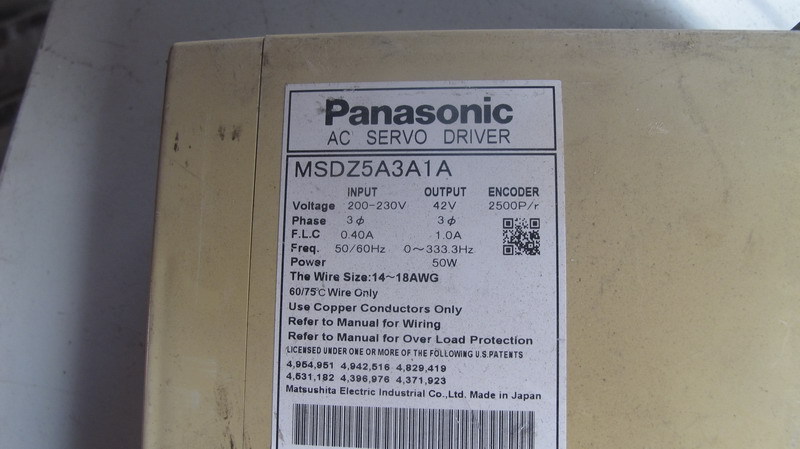 Panasonic
AC SERVO DRIVER
MSDZ5A3A1A
INPUT OUTPUT ENCODER
Voltage 200-230V 42V 2500P/r
Phase 3ϕ 3ϕ
F.L.C 0.40A 1.0A
Freq. 50/60Hz 0~333.3Hz
Power 50W
The Wire Size:14~18AWG
60/75℃ Wire Only
Use Copper Conductors Only
Refer to Manual for Wiring
Refer to Manual for Over Load Protection
LICENSED UNDER ONE OR MORE OF THE FOLLOWING U.S.PATENTS
4,954,951 4,942,516 4,829,419
4,531,182 4,396,976 4,371,923
Matsushita Electric Industrial Co.,Ltd. Made in Japan